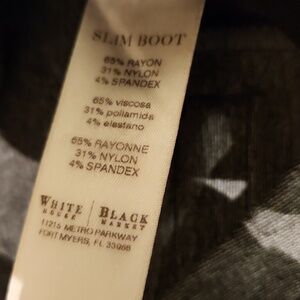 SLIM BOOT
65% RAYON
31% NYLON
4% SPANDEX
65% viscosa
31% poliamida
4% elastano
65% RAYONNE
31% NYLON
4% SPANDEX
WHITE HOUSE | BLACK MARKET
11215 METRO PARKWAY
FORT MYERS, FL 33966